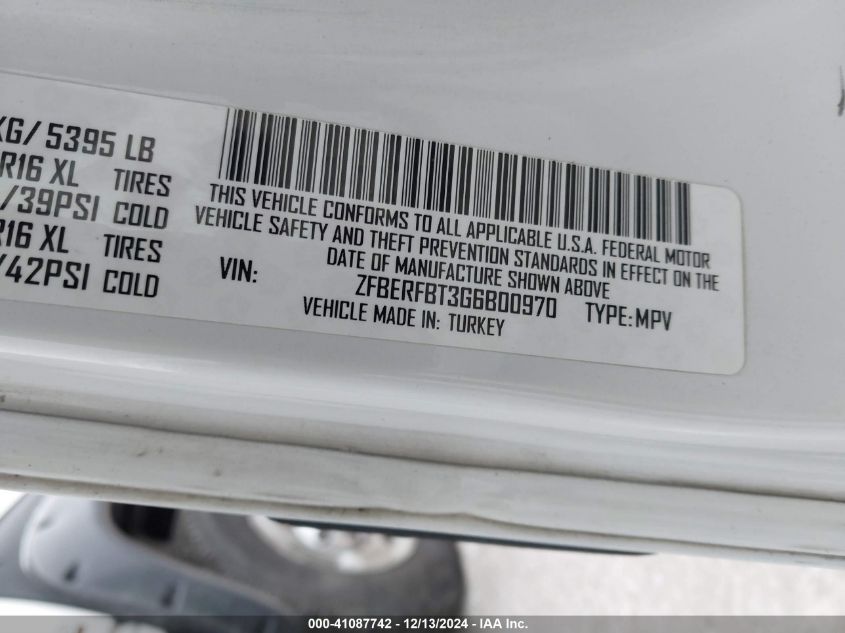 KG/ 5395 LB
R16 XL TIRES
/39PSI COLD
R16 XL TIRES
/42PSI COLD
THIS VEHICLE CONFORMS TO ALL APPLICABLE U.S.A. FEDERAL MOTOR
VEHICLE SAFETY AND THEFT PREVENTION STANDARDS IN EFFECT ON THE
DATE OF MANUFACTURE SHOWN ABOVE
VIN: ZFBERFBT3G6B00970 TYPE:MPV
VEHICLE MADE IN: TURKEY
000-41087742 - 12/13/2024 - IAA Inc.